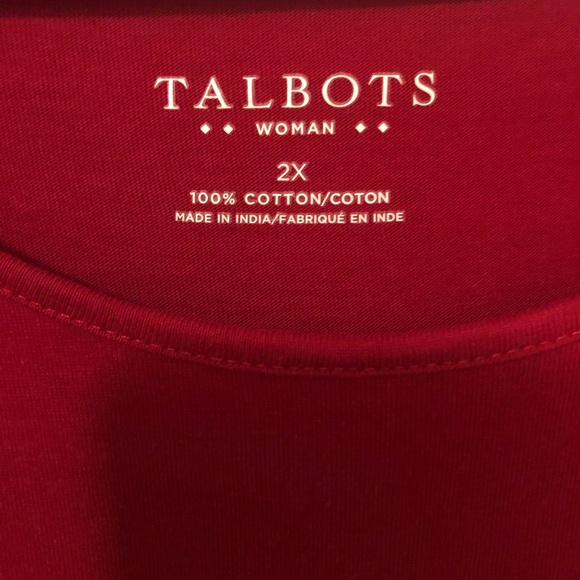 TALBOTS
WOMAN
2X
100% COTTON/COTON
MADE IN INDIA/FABRIQUÉ EN INDE